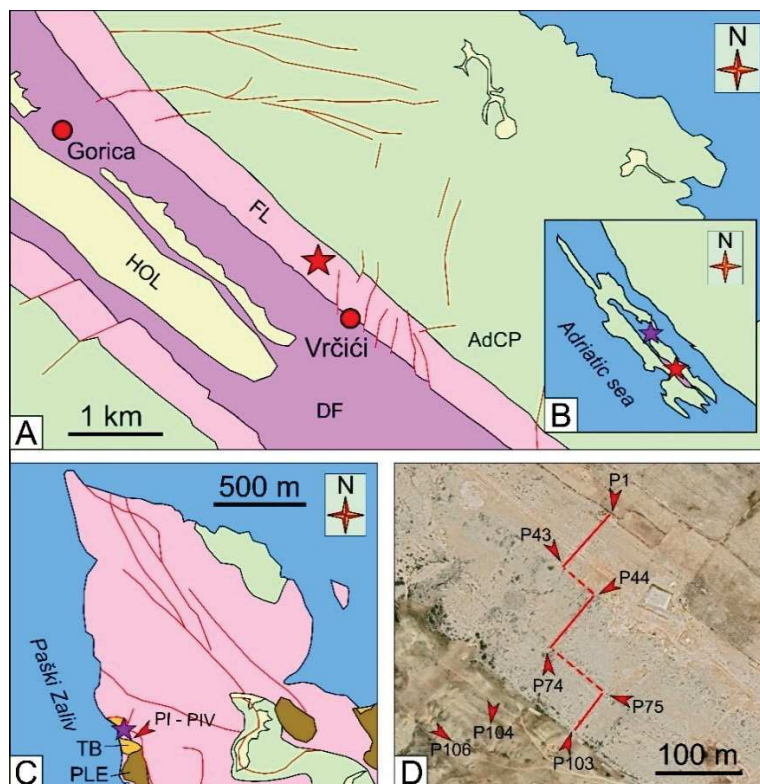 N
Gorica
FL
HOL
Vrčići
AdCP
DF
1 km
A
N
Adriatic sea
B
500 m
N
Paški Zaliv
PI - PIV
TB
PLE
C
P1
P43
P44
P74
P75
P104
P106
P103
100 m
D